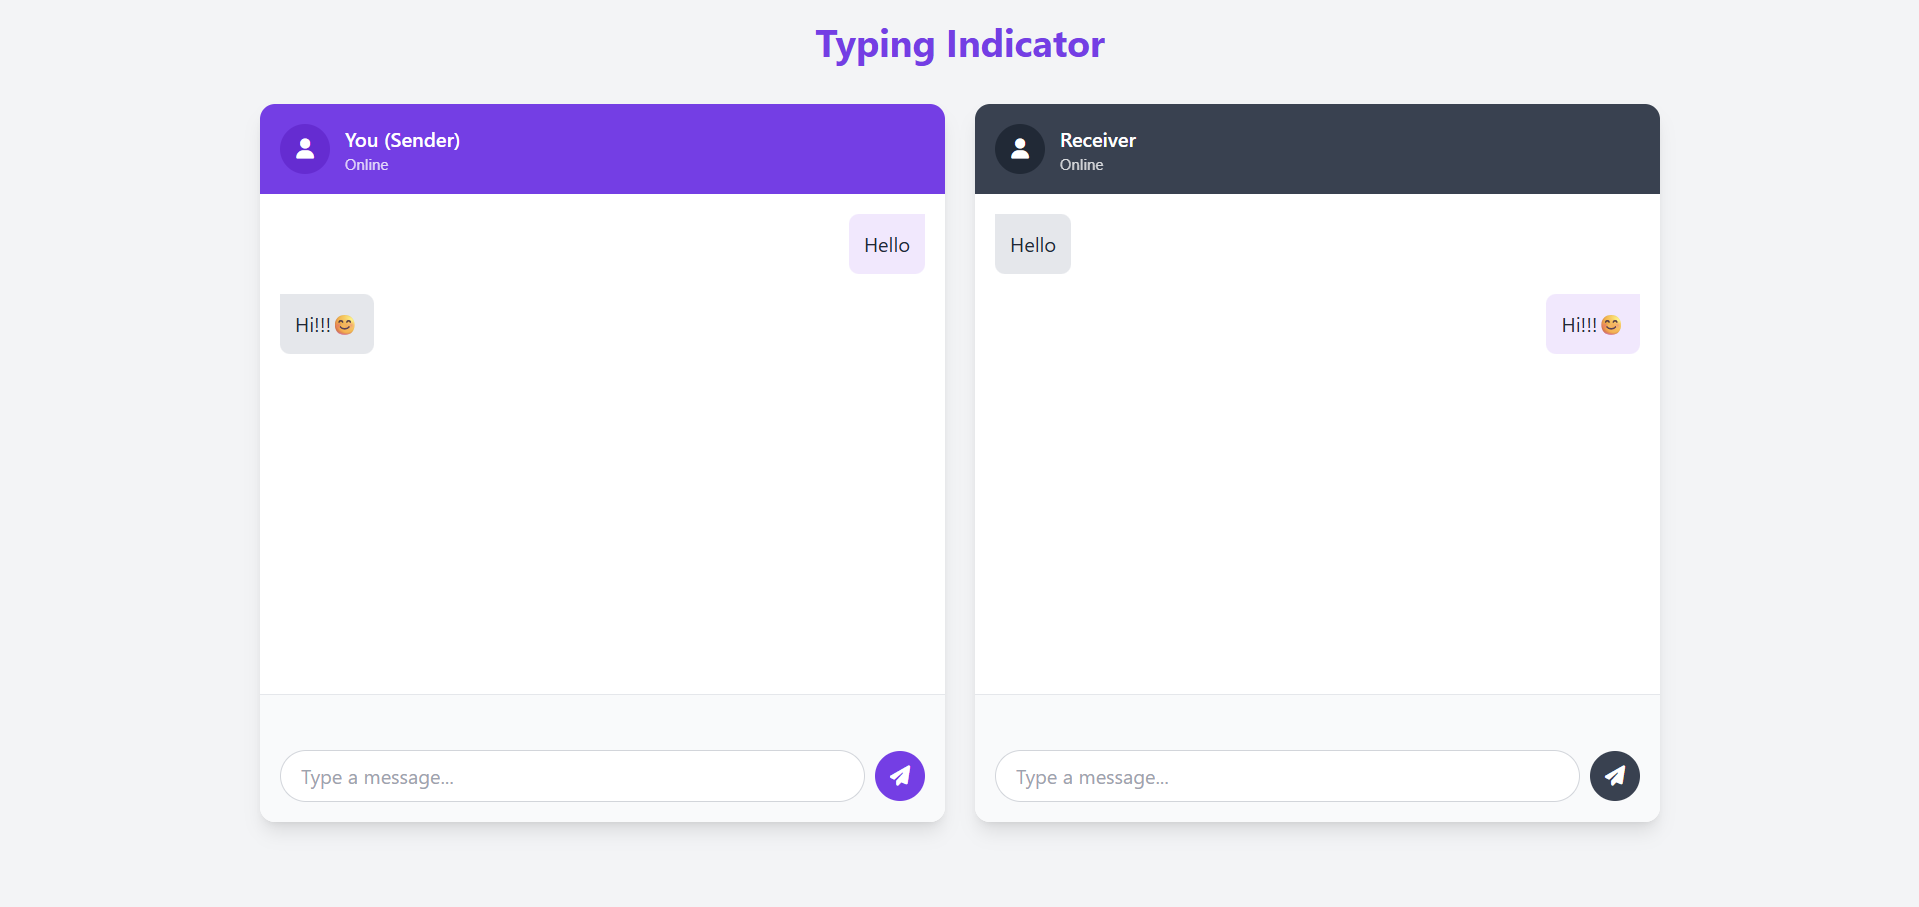 Typing Indicator
You (Sender)
Online
Hello
Hi!!!😊
Type a message...
Receiver
Online
Hello
Hi!!!😊
Type a message...